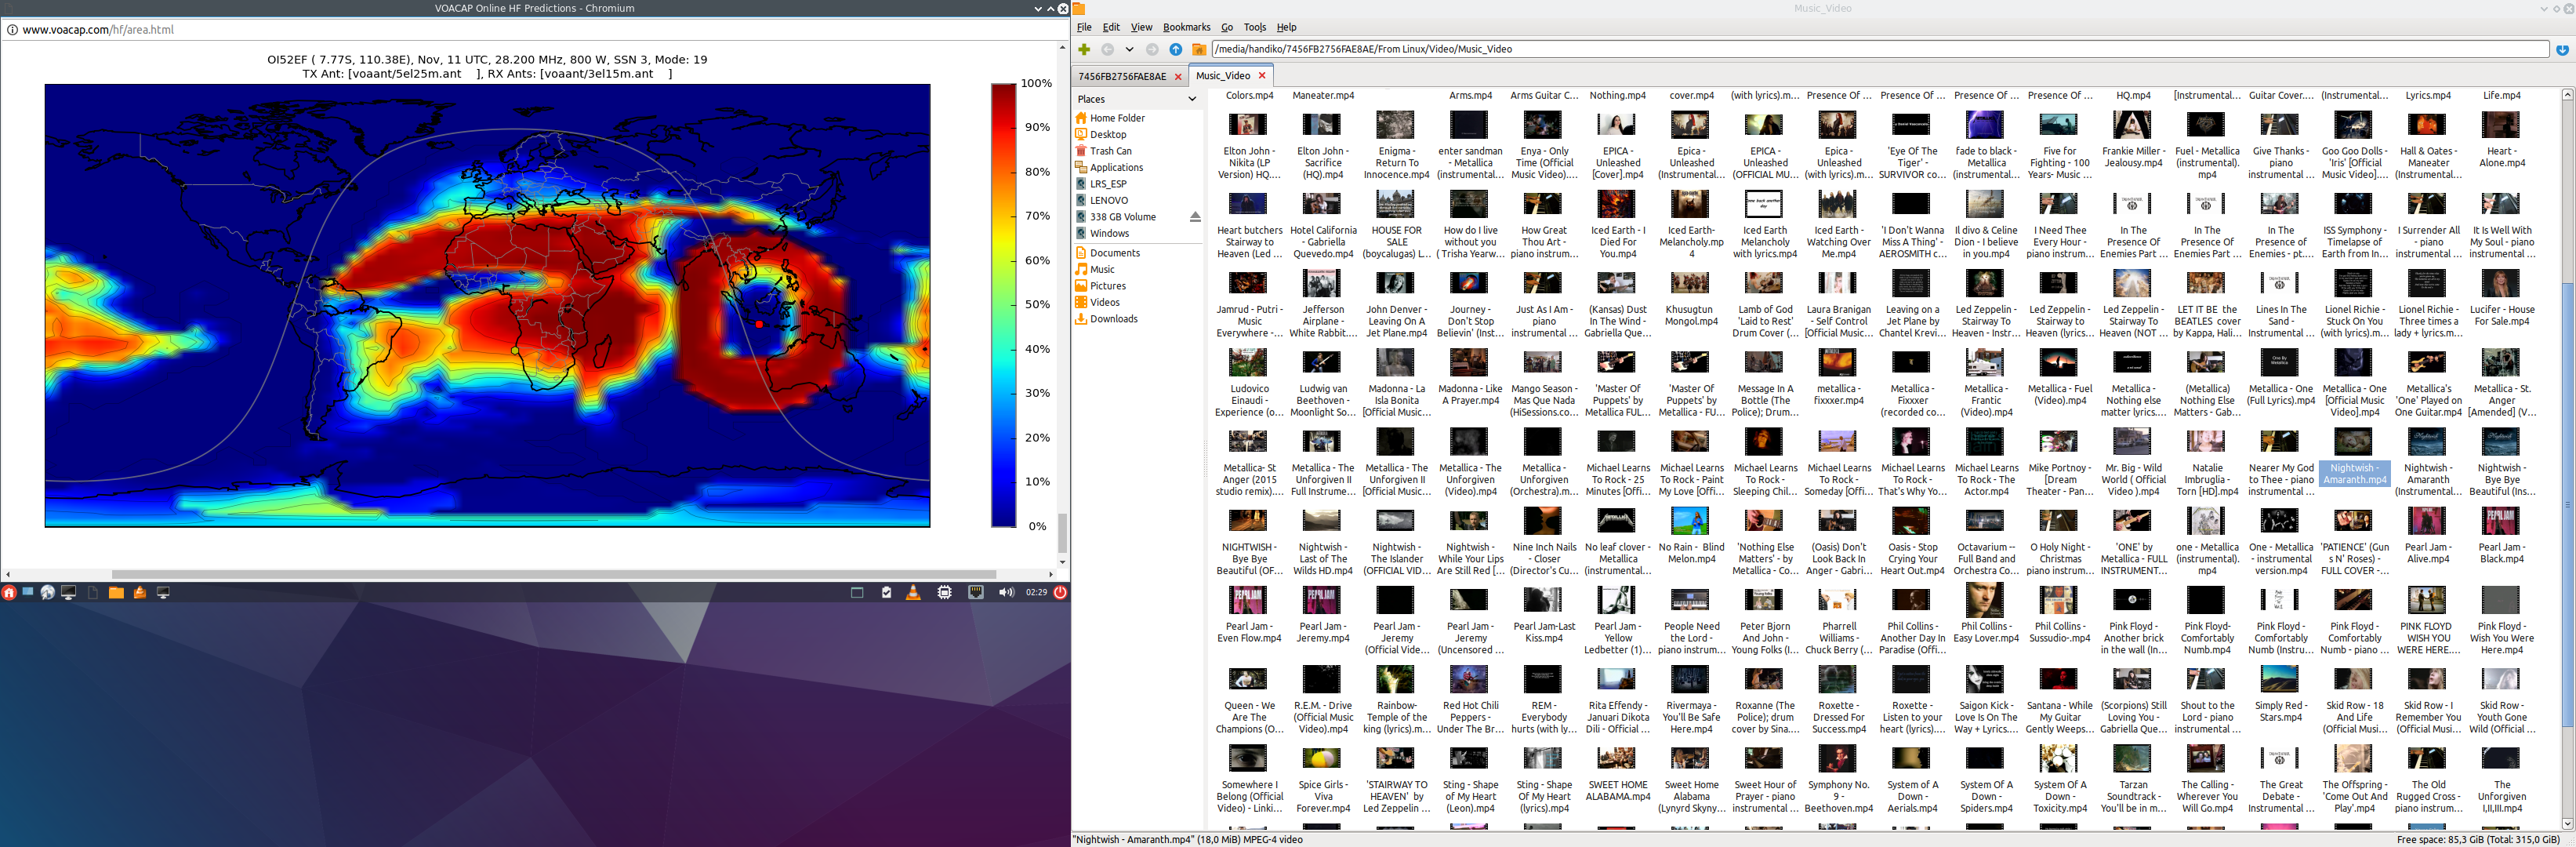 VOACAP Online HF Predictions - Chromium
www.voacap.com/hf/area.html
OI52EF ( 7.77S, 110.38E), Nov, 11 UTC, 28.200 MHz, 800 W, SSN 3, Mode: 19
TX Ant: [voaant/5el25m.ant ], RX Ants: [voaant/3el15m.ant ]
100%
90%
80%
70%
60%
50%
40%
30%
20%
10%
0%
02:29
Music_Video
File Edit View Bookmarks Go Tools Help
/media/handiko/7456FB2756FAE8AE/From Linux/Video/Music_Video
7456FB2756FAE8AE
Music_Video
Places
Home Folder
Desktop
Trash Can
Applications
LRS_ESP
LENOVO
338 GB Volume
Windows
Documents
Music
Pictures
Videos
Downloads
Colors.mp4 Maneater.mp4 Arms.mp4 Arms Guitar C... Nothing.mp4 cover.mp4 (with lyrics).m... Presence Of ... Presence Of ... Presence Of ... Presence Of ... HQ.mp4 [Instrumental... Guitar Cover.... (Instrumental... Lyrics.mp4 Life.mp4
Elton John - Elton John - Enigma - enter sandman Enya - Only EPICA - Epica - EPICA - Epica - 'Eye Of The fade to black - Five for Frankie Miller - Fuel - Metallica Give Thanks - Goo Goo Dolls - Hall & Oates - Heart -
Nikita (LP Sacrifice Return To - Metallica Time (Official Unleashed Unleashed Unleashed Unleashed Tiger' - Metallica Fighting - 100 Jealousy.mp4 (instrumental). piano 'Iris' [Official Maneater Alone.mp4
Version) HQ.... (HQ).mp4 Innocence.mp4 (instrumental... Music Video).... [Cover].mp4 (Instrumental... (OFFICIAL MU... (with lyrics).m... SURVIVOR co... (instrumental... Years- Music ... mp4 instrumental ... Music Video].... (Instrumental...
Heart butchers Hotel California HOUSE FOR How do I live How Great Iced Earth - I Iced Earth- Iced Earth Iced Earth - 'I Don't Wanna Il divo & Celine I Need Thee In The In The In The ISS Symphony - I Surrender All It Is Well With
Stairway to - Gabriella SALE without you Thou Art - Died For Melancholy.mp Melancholy Watching Over Miss A Thing' - Dion - I believe Every Hour - Presence Of Presence Of Presence of Timelapse of - piano My Soul - piano
Heaven (Led ... Quevedo.mp4 (boycalugas) L... ( Trisha Yearw... piano instrum... You.mp4 4 with lyrics.mp4 Me.mp4 AEROSMITH c... in you.mp4 piano instrum... Enemies Part ... Enemies Part ... Enemies - pt.... Earth from In... instrumental ... instrumental ...
Jamrud - Putri - Jefferson John Denver - Journey - Just As I Am - (Kansas) Dust Khusugtun Lamb of God Laura Branigan Leaving on a Led Zeppelin - Led Zeppelin - Led Zeppelin - LET IT BE the Lines In The Lionel Richie - Lionel Richie - Lucifer - House
Music Airplane - Leaving On A Don't Stop piano In The Wind - Mongol.mp4 'Laid to Rest' - Self Control Jet Plane by Stairway To Stairway to Stairway To BEATLES cover Sand - Stuck On You Three times a For Sale.mp4
Everywhere -... White Rabbit.... Jet Plane.mp4 Believin' (Inst... instrumental ... Gabriella Que... Drum Cover (... (Official Music... Chantel Krevi... Heaven - Instr... Heaven (lyrics... Heaven (NOT ... by Kappa, Hali... Instrumental ... (with lyrics).m... lady + lyrics.m...
Ludovico Ludwig van Madonna - La Madonna - Like Mango Season - 'Master Of 'Master Of Message In A metallica - Metallica - Metallica - Metallica - Fuel Metallica - (Metallica) Metallica - One Metallica - One Metallica's Metallica - St.
Einaudi - Beethoven - Isla Bonita A Prayer.mp4 Mas Que Nada Puppets' by Puppets' by Bottle (The fixxxer.mp4 Fixxxer Frantic (Video).mp4 Nothing else Nothing Else (Full Lyrics).mp4 [Official Music 'One' Played on Anger
Experience (o... Moonlight So... [Official Music... (HiSessions.co... Metallica FUL... Metallica - FU... Police); Drum... (recorded co... (Video).mp4 matter lyrics.... Matters - Gab... Video].mp4 One Guitar.mp4 [Amended] (V...
Metallica- St Metallica - The Metallica - The Metallica - The Metallica - Michael Learns Michael Learns Michael Learns Michael Learns Michael Learns Michael Learns Mike Portnoy - Mr. Big - Wild Natalie Nearer My God Nightwish - Nightwish - Nightwish -
Anger (2015 Unforgiven II Unforgiven II Unforgiven Unforgiven To Rock - 25 To Rock - Paint To Rock - To Rock - To Rock - To Rock - The [Dream World ( Official Imbruglia - to Thee - piano Amaranth.mp4 Amaranth Bye Bye
studio remix).... Full Instrume... [Official Music... (Video).mp4 (Orchestra).m... Minutes [Offi... My Love [Offi... Sleeping Chil... Someday [Offi... That's Why Yo... Actor.mp4 Theater - Pan... Video ).mp4 Torn [HD].mp4 instrumental ... (Instrumental... Beautiful (Ins...
NIGHTWISH - Nightwish - Nightwish - Nightwish - Nine Inch Nails No leaf clover - No Rain - Blind 'Nothing Else (Oasis) Don't Oasis - Stop Octavarium -- O Holy Night - 'ONE' by one - Metallica One - Metallica 'PATIENCE' (Gun Pearl Jam - Pearl Jam -
Bye Bye Last of The The Islander While Your Lips - Closer Metallica Melon.mp4 Matters' - by Look Back In Crying Your Full Band and Christmas Metallica - FULL (instrumental). - instrumental s N' Roses) - Alive.mp4 Black.mp4
Beautiful (OF... Wilds HD.mp4 (OFFICIAL VID... Are Still Red [... (Director's Cu... (instrumental... Metallica - Co... Anger - Gabri... Heart Out.mp4 Orchestra Co... piano instrum... INSTRUMENT... mp4 version.mp4 FULL COVER -...
Pearl Jam - Pearl Jam - Pearl Jam - Pearl Jam - Pearl Jam-Last Pearl Jam - People Need Peter Bjorn Pharrell Phil Collins - Phil Collins - Phil Collins - Pink Floyd - Pink Floyd- Pink Floyd - Pink Floyd - PINK FLOYD Pink Floyd -
Even Flow.mp4 Jeremy.mp4 Jeremy Jeremy Kiss.mp4 Yellow the Lord - And John - Williams - Another Day In Easy Lover.mp4 Sussudio-.mp4 Another brick Comfortably Comfortably Comfortably WISH YOU Wish You Were
(Official Vide... (Uncensored ... Ledbetter (1).... piano instrum... Young Folks (l... Chuck Berry (... Paradise (Offi... in the wall (In... Numb.mp4 Numb (Instru... Numb - piano ... WERE HERE.... Here.mp4
Queen - We R.E.M. - Drive Rainbow- Red Hot Chili REM - Rita Effendy - Rivermaya - Roxanne (The Roxette - Roxette - Saigon Kick - Santana - While (Scorpions) Still Shout to the Simply Red - Skid Row - 18 Skid Row - I Skid Row -
Are The (Official Music Temple of the Peppers - Everybody Januari Dikota You'll Be Safe Police); drum Dressed For Listen to your Love Is On The My Guitar Loving You - Lord - piano Stars.mp4 And Life Remember You Youth Gone
Champions (O... Video).mp4 king (lyrics).m... Under The Br... hurts (with ly... Dili - Official ... Here.mp4 cover by Sina.... Success.mp4 heart (lyrics).... Way + Lyrics.... Gently Weeps... Gabriella Que... instrumental ... (Official Musi... (Official Musi... Wild (Official ...
Somewhere I Spice Girls - 'STAIRWAY TO Sting - Shape Sting - Shape SWEET HOME Sweet Home Sweet Hour of Symphony No. System of A System Of A System Of A Tarzan The Calling - The Great The Offspring - The Old The
Belong (Official Viva HEAVEN' by of My Heart Of My Heart ALABAMA.mp4 Alabama Prayer - piano 9 - Down - Down - Down - Soundtrack - Wherever You Debate - 'Come Out And Rugged Cross - Unforgiven
Video) - Linki... Forever.mp4 Led Zeppelin ... (Leon).mp4 (lyrics).mp4 (Lynyrd Skyny... instrumental ... Beethoven.mp4 Aerials.mp4 Spiders.mp4 Toxicity.mp4 You'll be in m... Will Go.mp4 Instrumental ... Play'.mp4 piano instrum... I,II,III.mp4
"Nightwish - Amaranth.mp4" (18,0 MiB) MPEG-4 video
Free space: 85,3 GiB (Total: 315,0 GiB)